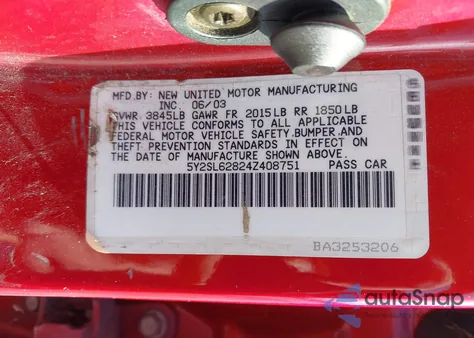 MFD.BY: NEW UNITED MOTOR MANUFACTURING
INC. 06/03
GVWR 3845LB GAWR FR 2015LB RR 1850LB
THIS VEHICLE CONFORMS TO ALL APPLICABLE
FEDERAL MOTOR VEHICLE SAFETY,BUMPER,AND
THEFT PREVENTION STANDARDS IN EFFECT ON
THE DATE OF MANUFACTURE SHOWN ABOVE.
5Y2SL62824Z408751 PASS CAR
BA3253206
autoSnap